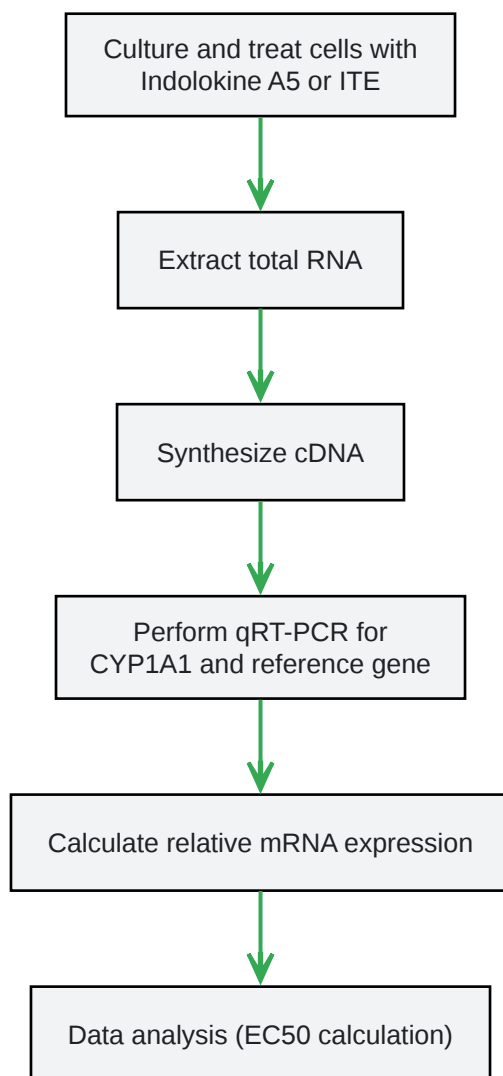 Culture and treat cells with
Indolokine A5 or ITE
Extract total RNA
Synthesize cDNA
Perform qRT-PCR for
CYP1A1 and reference gene
Calculate relative mRNA expression
Data analysis (EC50 calculation)